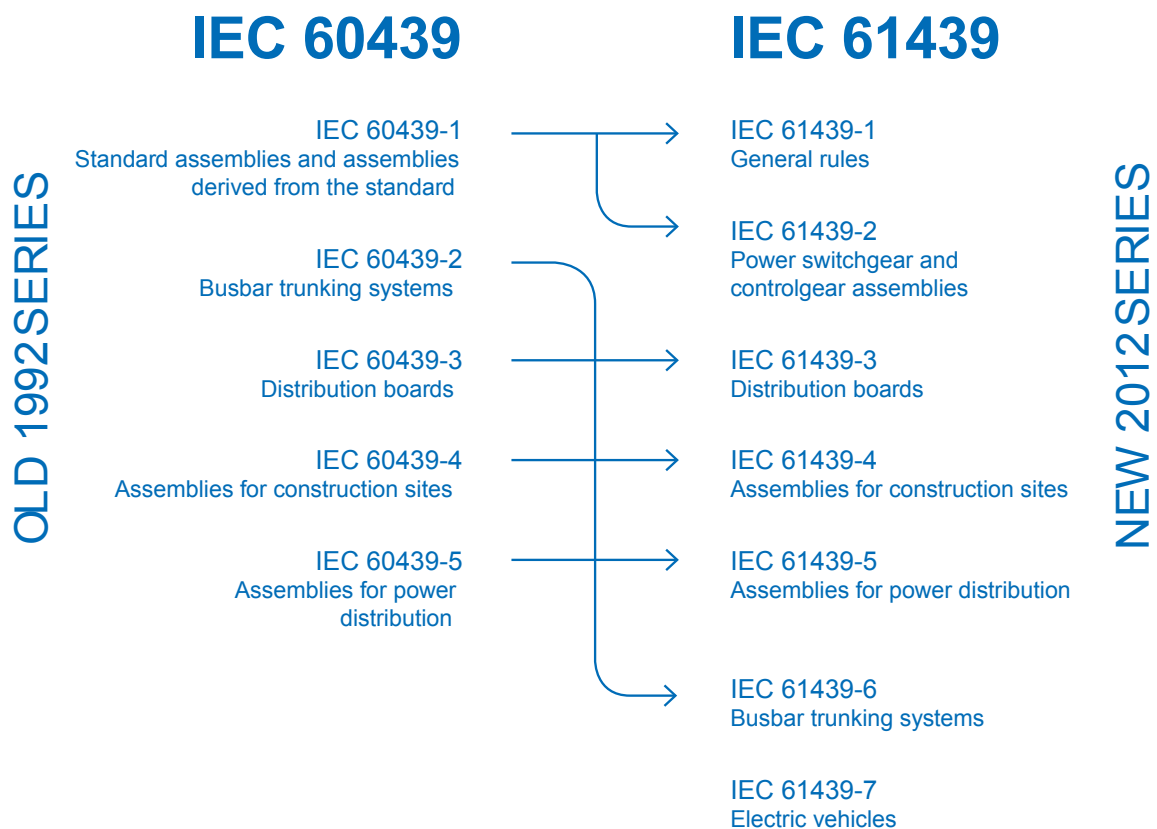 IEC 60439
IEC 61439
OLD 1992 SERIES
IEC 60439-1
Standard assemblies and assemblies
derived from the standard
IEC 60439-2
Busbar trunking systems
IEC 60439-3
Distribution boards
IEC 60439-4
Assemblies for construction sites
IEC 60439-5
Assemblies for power
distribution
IEC 61439-1
General rules
IEC 61439-2
Power switchgear and
controlgear assemblies
IEC 61439-3
Distribution boards
IEC 61439-4
Assemblies for construction sites
IEC 61439-5
Assemblies for power distribution
IEC 61439-6
Busbar trunking systems
IEC 61439-7
Electric vehicles
NEW 2012 SERIES